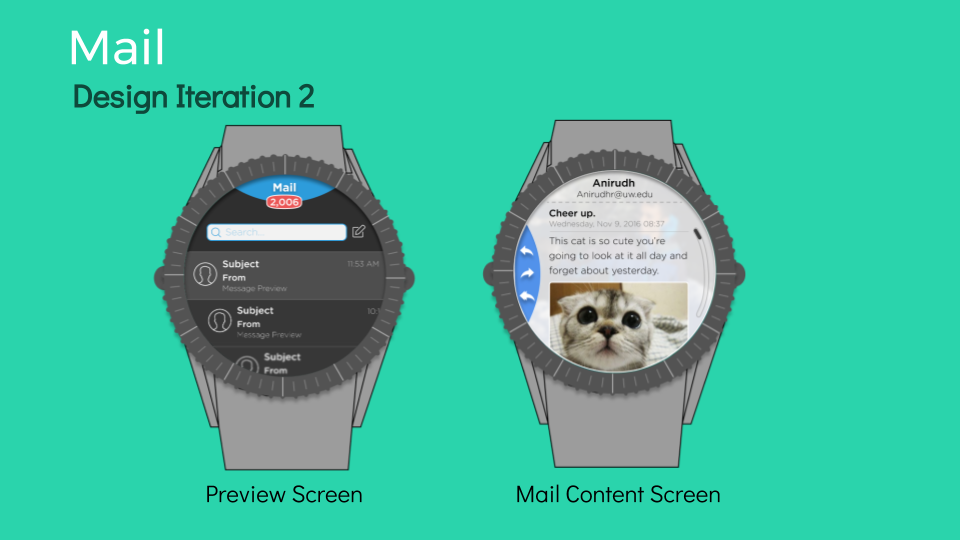 Mail
Design Iteration 2
Mail
2,006
Search...
Subject
11:53 AM
From
Message Preview
Subject
10:
From
Message Preview
Subject
From
Anirudh
Anirudhr@uw.edu
Cheer up.
Wednesday, Nov 9, 2016 08:37
This cat is so cute you're
going to look at it all day and
forget about yesterday.
Preview Screen
Mail Content Screen